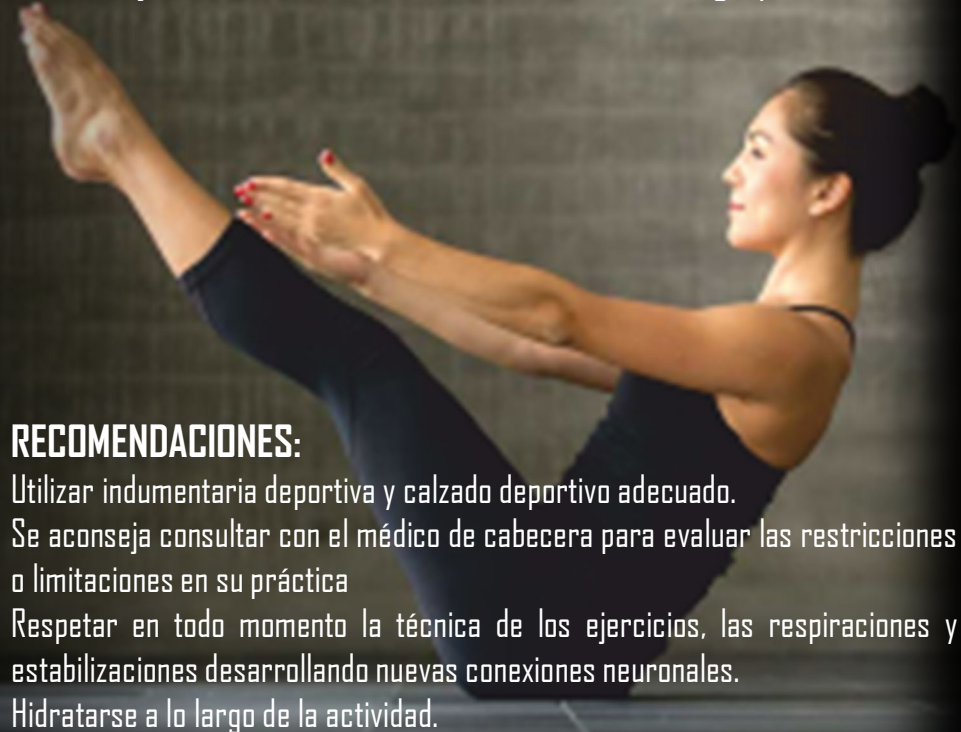 RECOMENDACIONES:
Utilizar indumentaria deportiva y calzado deportivo adecuado.
Se aconseja consultar con el médico de cabecera para evaluar las restricciones
o limitaciones en su práctica
Respetar en todo momento la técnica de los ejercicios, las respiraciones y
estabilizaciones desarrollando nuevas conexiones neuronales.
Hidratarse a lo largo de la actividad.